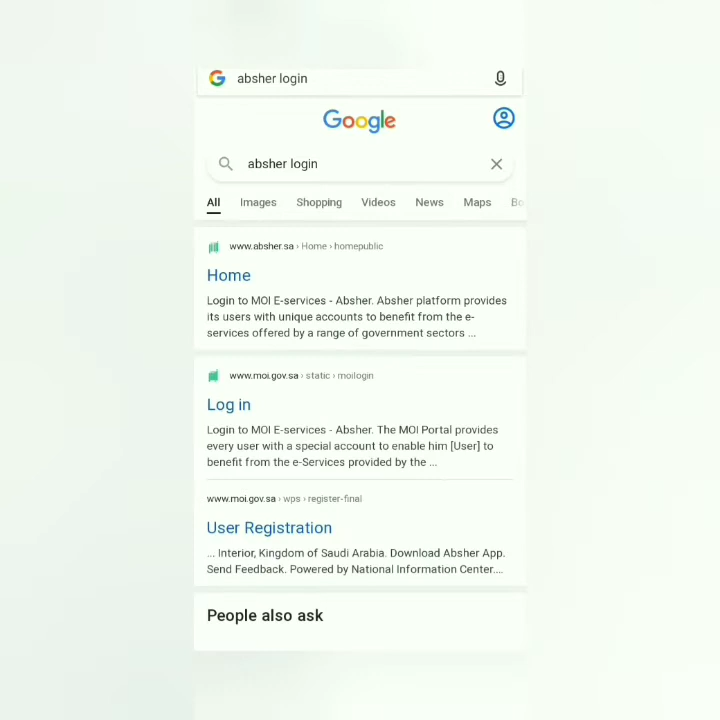 absher login
Google
absher login
All Images Shopping Videos News Maps Bo
www.absher.sa › Home › homepublic
Home
Login to MOI E-services - Absher. Absher platform provides
its users with unique accounts to benefit from the e-
services offered by a range of government sectors ...
www.moi.gov.sa › static › moilogin
Log in
Login to MOI E-services - Absher. The MOI Portal provides
every user with a special account to enable him [User] to
benefit from the e-Services provided by the ...
www.moi.gov.sa › wps › register-final
User Registration
... Interior, Kingdom of Saudi Arabia. Download Absher App.
Send Feedback. Powered by National Information Center....
People also ask